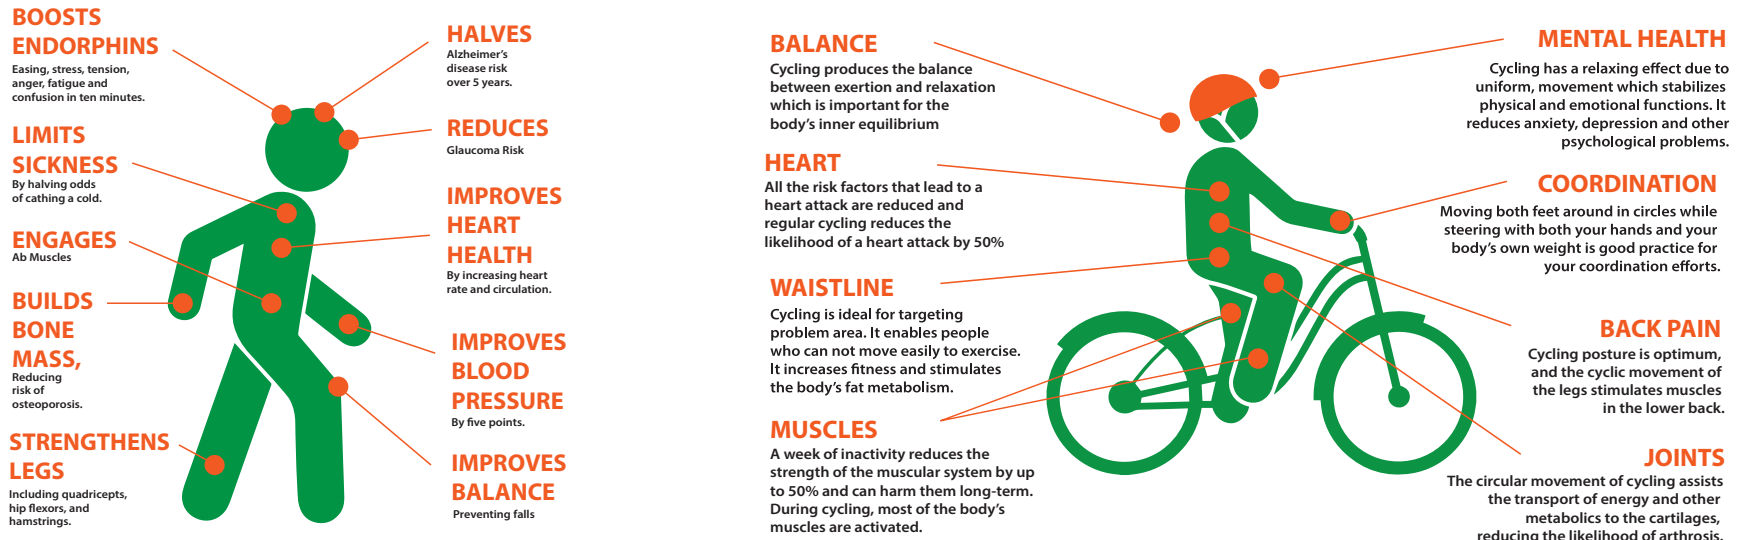 BOOSTS
ENDORPHINS
Easing, stress, tension,
anger, fatigue and
confusion in ten minutes.
LIMITS
SICKNESS
By halving odds
of cathing a cold.
ENGAGES
Ab Muscles
BUILDS
BONE
MASS,
Reducing
risk of
osteoporosis.
STRENGTHENS
LEGS
Including quadricepts,
hip flexors, and
hamstrings.
HALVES
Alzheimer's
disease risk
over 5 years.
REDUCES
Glaucoma Risk
IMPROVES
HEART
HEALTH
By increasing heart
rate and circulation.
IMPROVES
BLOOD
PRESSURE
By five points.
IMPROVES
BALANCE
Preventing falls
BALANCE
Cycling produces the balance
between exertion and relaxation
which is important for the
body's inner equilibrium
HEART
All the risk factors that lead to a
heart attack are reduced and
regular cycling reduces the
likelihood of a heart attack by 50%
WAISTLINE
Cycling is ideal for targeting
problem area. It enables people
who can not move easily to exercise.
It increases fitness and stimulates
the body's fat metabolism.
MUSCLES
A week of inactivity reduces the
strength of the muscular system by up
to 50% and can harm them long-term.
During cycling, most of the body's
muscles are activated.
MENTAL HEALTH
Cycling has a relaxing effect due to
uniform, movement which stabilizes
physical and emotional functions. It
reduces anxiety, depression and other
psychological problems.
COORDINATION
Moving both feet around in circles while
steering with both your hands and your
body's own weight is good practice for
your coordination efforts.
BACK PAIN
Cycling posture is optimum,
and the cyclic movement of
the legs stimulates muscles
in the lower back.
JOINTS
The circular movement of cycling assists
the transport of energy and other
metabolics to the cartilages,
reducing the likelihood of arthrosis.